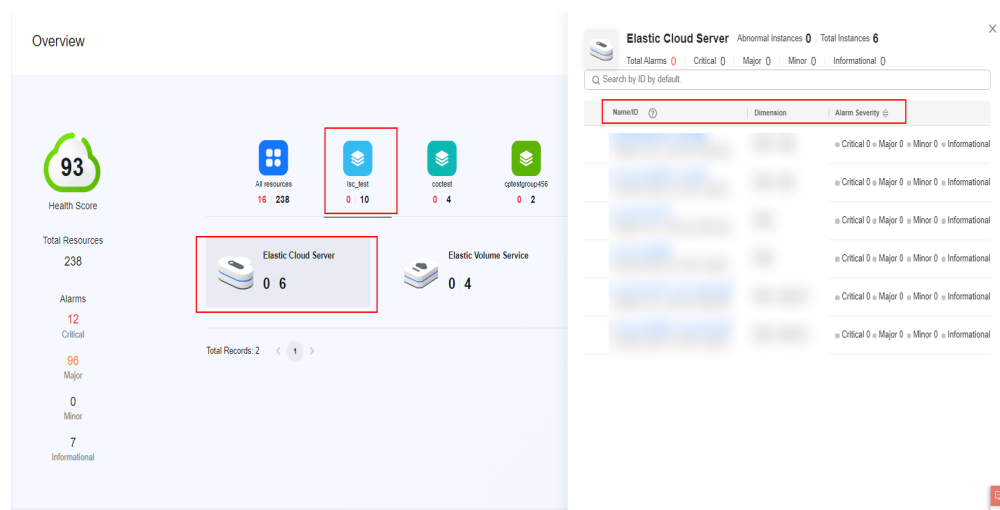 Overview
93
Health Score
Total Resources
238
Alarms
12
Critical
96
Major
0
Minor
7
Informational
All resources
16 238
lsc_test
0 10
coctest
0 4
cptestgroup456
0 2
Elastic Cloud Server
0 6
Elastic Volume Service
0 4
Total Records: 2 < 1 >
Elastic Cloud Server Abnormal Instances 0 Total Instances 6
Total Alarms 0 Critical 0 Major 0 Minor 0 Informational 0
Search by ID by default.
Name/ID Dimension Alarm Severity
Critical 0 Major 0 Minor 0 Informational
Critical 0 Major 0 Minor 0 Informational
Critical 0 Major 0 Minor 0 Informational
Critical 0 Major 0 Minor 0 Informational
Critical 0 Major 0 Minor 0 Informational
Critical 0 Major 0 Minor 0 Informational